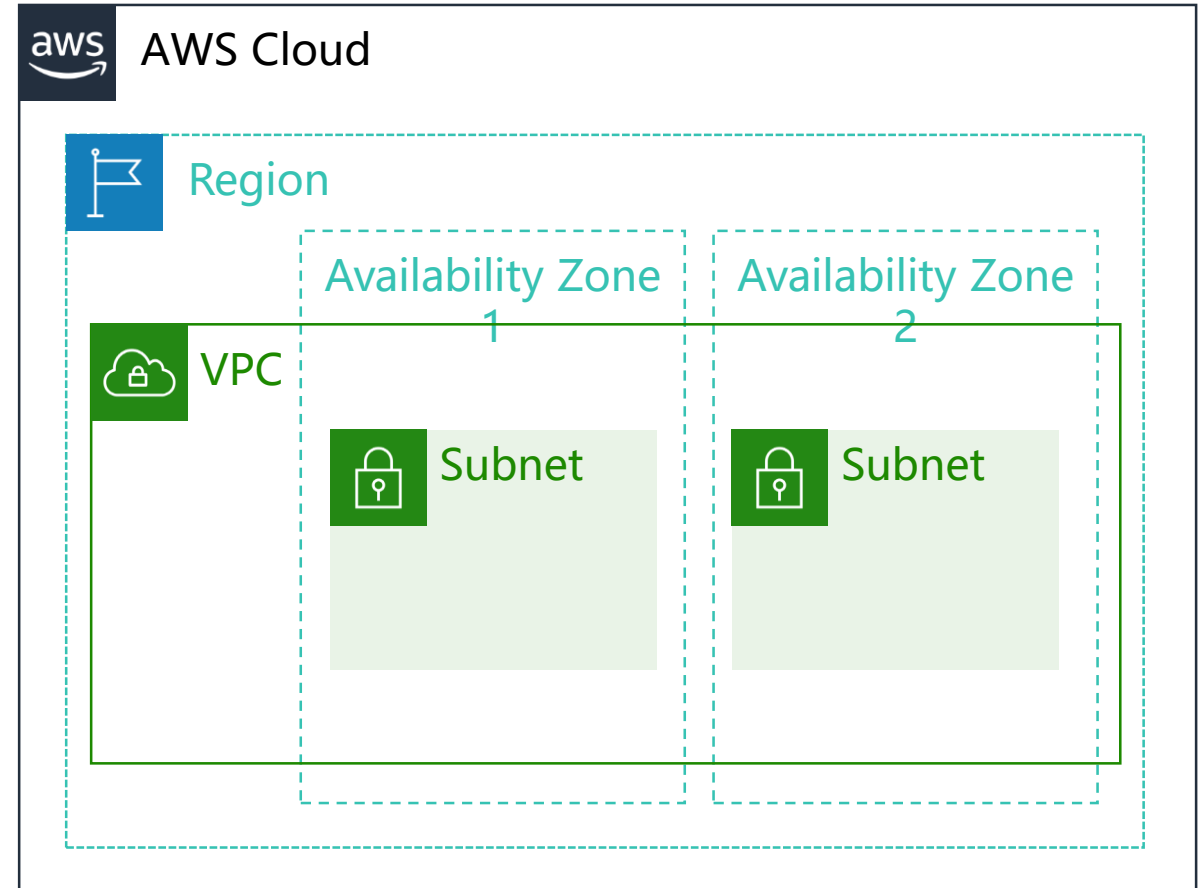 aws
AWS Cloud
Region
Availability Zone
1
Availability Zone
2
VPC
Subnet
Subnet